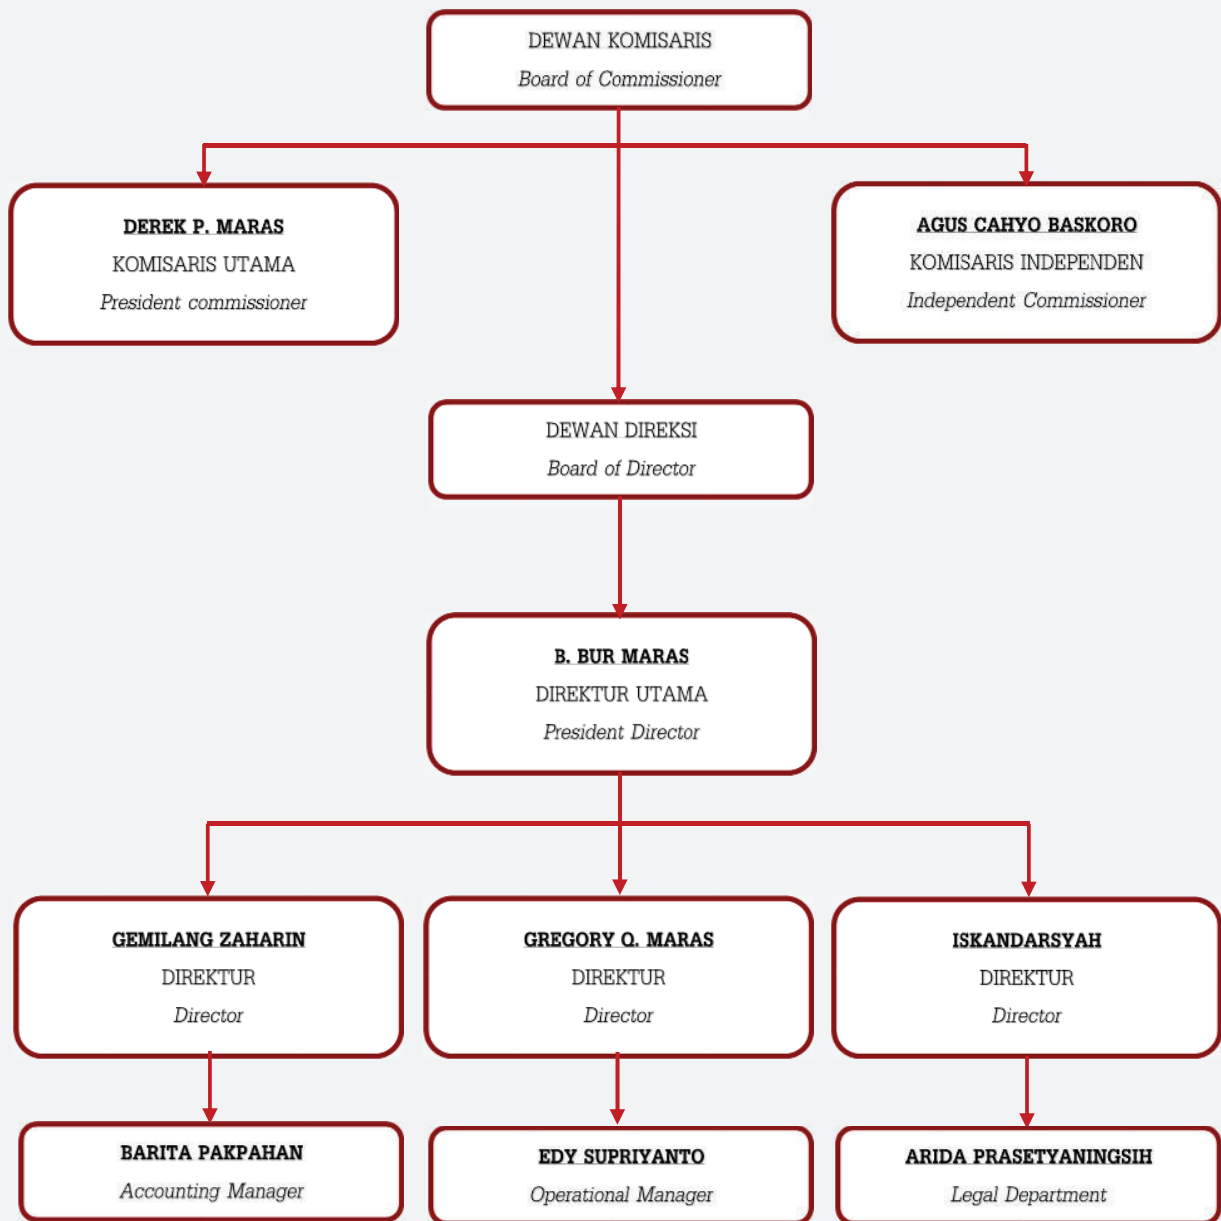 DEWAN KOMISARIS
Board of Commissioner
DEREK P. MARAS
KOMISARIS UTAMA
President commissioner
AGUS CAHYO BASKORO
KOMISARIS INDEPENDEN
Independent Commissioner
DEWAN DIREKSI
Board of Director
B. BUR MARAS
DIREKTUR UTAMA
President Director
GEMILANG ZAHARIN
DIREKTUR
Director
GREGORY Q. MARAS
DIREKTUR
Director
ISKANDARSYAH
DIREKTUR
Director
BARITA PAKPAHAN
Accounting Manager
EDY SUPRIYANTO
Operational Manager
ARIDA PRASETYANINGSIH
Legal Department